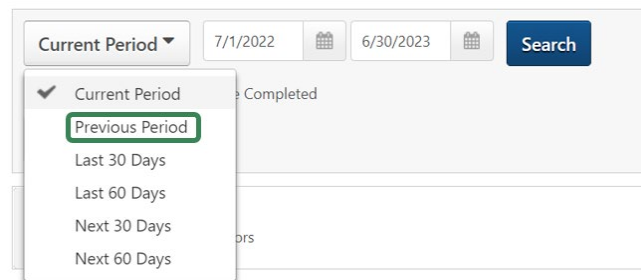 Current Period
7/1/2022
6/30/2023
Search
Current Period
Completed
Previous Period
Last 30 Days
Last 60 Days
Next 30 Days
Next 60 Days